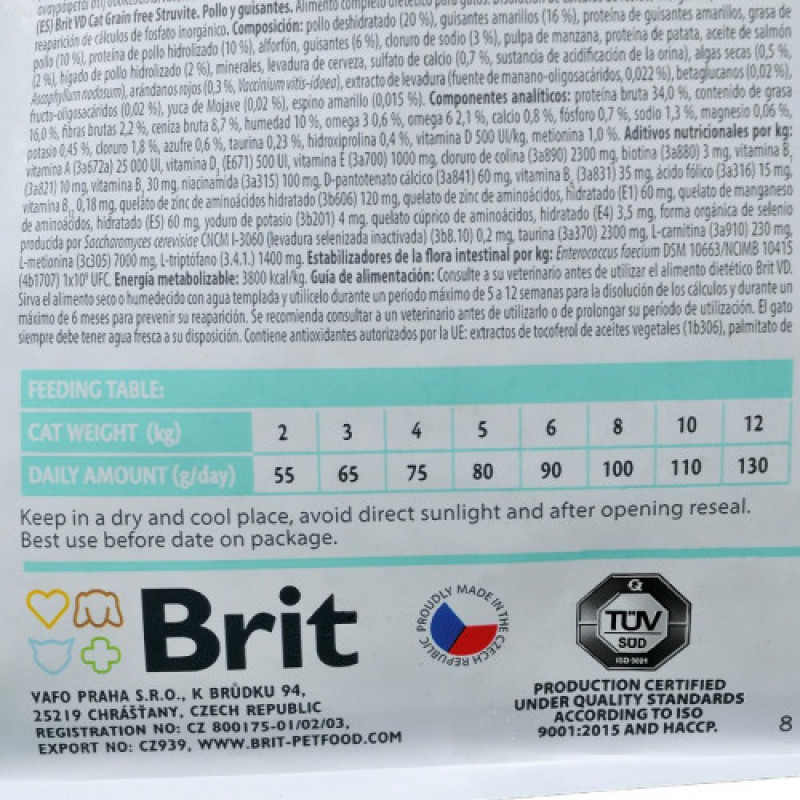 (ES) Brit VD Cat Grain free Struvite. Pollo y guisantes. Alimento completo dietético para gatos.
reaparición de cálculos de fosfato inorgánico. Composición: pollo deshidratado (20 %), guisantes amarillos (16 %), proteína de guisantes amarillos, grasa de
pollo (10 %), proteína de pollo hidrolizado (10 %), alforfón, guisantes (6 %), cloruro de sodio (3 %), pulpa de manzana, proteína de patata, aceite de salmón
(2 %), hígado de pollo hidrolizado (2 %), minerales, levadura de cerveza, sulfato de calcio (0,7 %, sustancia de acidificación de la orina), algas secas (0,5 %,
Ascophyllum nodosum), arándanos rojos (0,3 %, Vaccinium vitis-idaea), extracto de levadura (fuente de manano-oligosacáridos, 0,022 %), betaglucanos (0,02 %),
fructo-oligosacáridos (0,02 %), yuca de Mojave (0,02 %), espino amarillo (0,015 %). Componentes analíticos: proteína bruta 34,0 %, contenido de grasa
16,0 %, fibras brutas 2,2 %, ceniza bruta 8,7 %, humedad 10 %, omega 3 0,6 %, omega 6 2,1 %, calcio 0,8 %, fósforo 0,7 %, sodio 1,3 %, magnesio 0,06 %,
potasio 0,45 %, cloruro 1,8 %, azufre 0,6 %, taurina 0,23 %, hidroxiprolina 0,4 %, vitamina D 500 UI/kg, metionina 1,0 %. Aditivos nutricionales por kg:
vitamina A (3a672a) 25 000 UI, vitamina D₃ (E671) 500 UI, vitamina E (3a700) 1000 mg, cloruro de colina (3a890) 2300 mg, biotina (3a880) 3 mg, vitamina B₁
(3a821) 10 mg, vitamina B₂ 30 mg, niacinamida (3a315) 100 mg, D-pantotenato cálcico (3a841) 60 mg, vitamina B₆ (3a831) 35 mg, ácido fólico (3a316) 15 mg,
vitamina B₁₂ 0,18 mg, quelato de zinc de aminoácidos hidratado (3b606) 120 mg, quelato de zinc de aminoácidos, hidratado (E1) 60 mg, quelato de manganeso
de aminoácidos, hidratado (E5) 60 mg, yoduro de potasio (3b201) 4 mg, quelato cúprico de aminoácidos, hidratado (E4) 3,5 mg, forma orgánica de selenio
producida por Saccharomyces cerevisiae CNCM I-3060 (levadura selenizada inactivada) (3b8.10) 0,2 mg, taurina (3a370) 2300 mg, L-carnitina (3a910) 230 mg,
L-metionina (3c305) 7000 mg, L-triptófano (3.4.1.) 1400 mg. Estabilizadores de la flora intestinal por kg: Enterococcus faecium DSM 10663/NCIMB 10415
(4b1707) 1x10⁹ UFC. Energía metabolizable: 3800 kcal/kg. Guía de alimentación: Consulte a su veterinario antes de utilizar el alimento dietético Brit VD.
Sirva el alimento seco o humedecido con agua templada y utilícelo durante un periodo máximo de 5 a 12 semanas para la disolución de los cálculos y durante un
máximo de 6 meses para prevenir su reaparición. Se recomienda consultar a un veterinario antes de utilizarlo o de prolongar su periodo de utilización. El gato
siempre debe tener agua fresca a su disposición. Contiene antioxidantes autorizados por la UE: extractos de tocoferol de aceites vegetales (1b306), palmitato de
FEEDING TABLE:
CAT WEIGHT (kg) 2 3 4 5 6 8 10 12
DAILY AMOUNT (g/day) 55 65 75 80 90 100 110 130
Keep in a dry and cool place, avoid direct sunlight and after opening reseal.
Best use before date on package.
Brit
PROUDLY MADE IN THE CZECH REPUBLIC
TÜV
SÜD
ISO 9001
VAFO PRAHA S.R.O., K BRŮDKU 94,
25219 CHRÁŠŤANY, CZECH REPUBLIC
REGISTRATION NO: CZ 800175-01/02/03,
EXPORT NO: CZ939, WWW.BRIT-PETFOOD.COM
PRODUCTION CERTIFIED
UNDER QUALITY STANDARDS
ACCORDING TO ISO
9001:2015 AND HACCP.
8